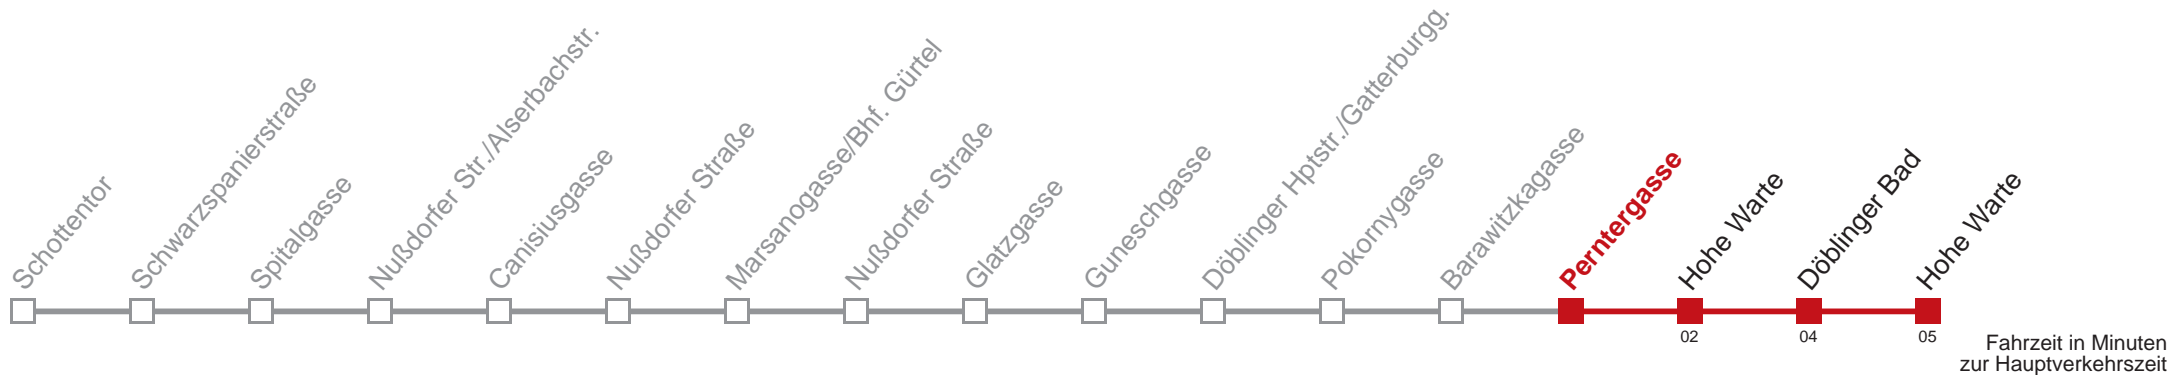 Schottentor
Schwarzspanierstraße
Spitalgasse
Nußdorfer Str./Alserbachstr.
Canisiusgasse
Nußdorfer Straße
Marsanogasse/Bhf. Gürtel
Nußdorfer Straße
Glatzgasse
Guneschgasse
Döblinger Hptstr./Gatterburgg.
Pokornygasse
Barawitzkagasse
Perntergasse
Hohe Warte
Döblinger Bad
Hohe Warte
02
04
05
Fahrzeit in Minuten
zur Hauptverkehrszeit